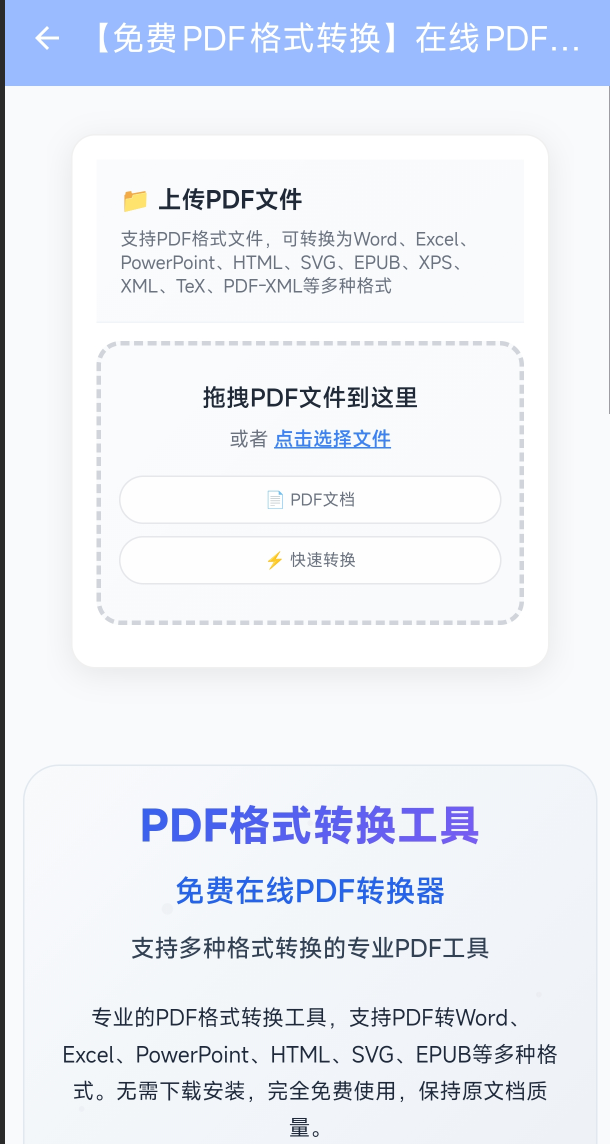 【免费PDF格式转换】在线PDF...
上传PDF文件
支持PDF格式文件，可转换为Word、Excel、
PowerPoint、HTML、SVG、EPUB、XPS、
XML、TeX、PDF-XML等多种格式
拖拽PDF文件到这里
或者 点击选择文件
PDF文档
快速转换
PDF格式转换工具
免费在线PDF转换器
支持多种格式转换的专业PDF工具
专业的PDF格式转换工具，支持PDF转Word、
Excel、PowerPoint、HTML、SVG、EPUB等多种格
式。无需下载安装，完全免费使用，保持原文档质
量。